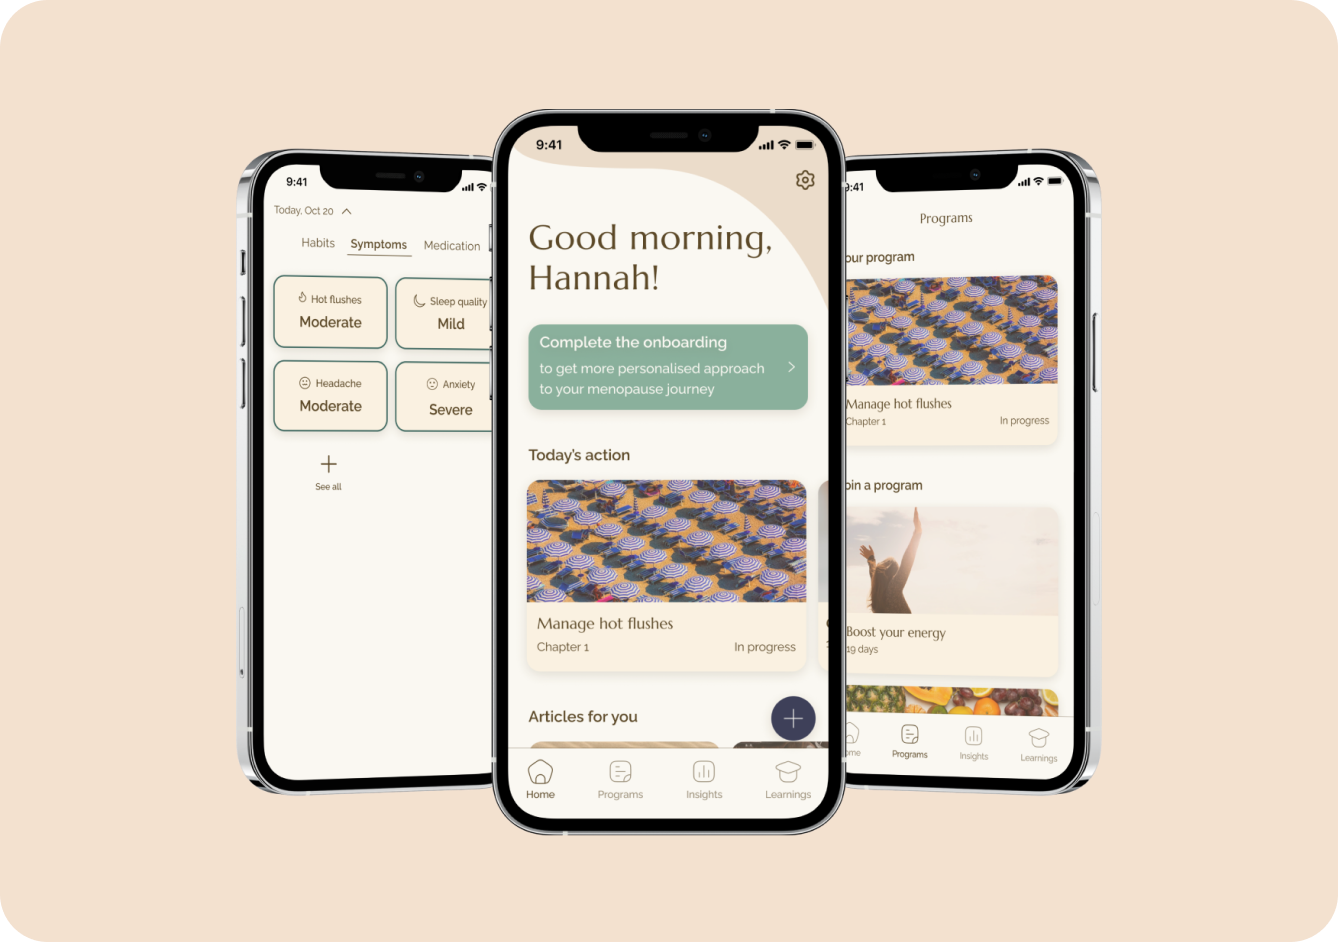 9:41
Today, Oct 20
Habits Symptoms Medication
Hot flushes
Moderate
Sleep quality
Mild
Headache
Moderate
Anxiety
Severe
See all
9:41
Good morning,
Hannah!
Complete the onboarding
to get more personalised approach
to your menopause journey
Today's action
Manage hot flushes
Chapter 1 In progress
Articles for you
Home Programs Insights Learnings
9:41
Programs
our program
Manage hot flushes
Chapter 1 In progress
oin a program
Boost your energy
19 days
ome Programs Insights Learnings